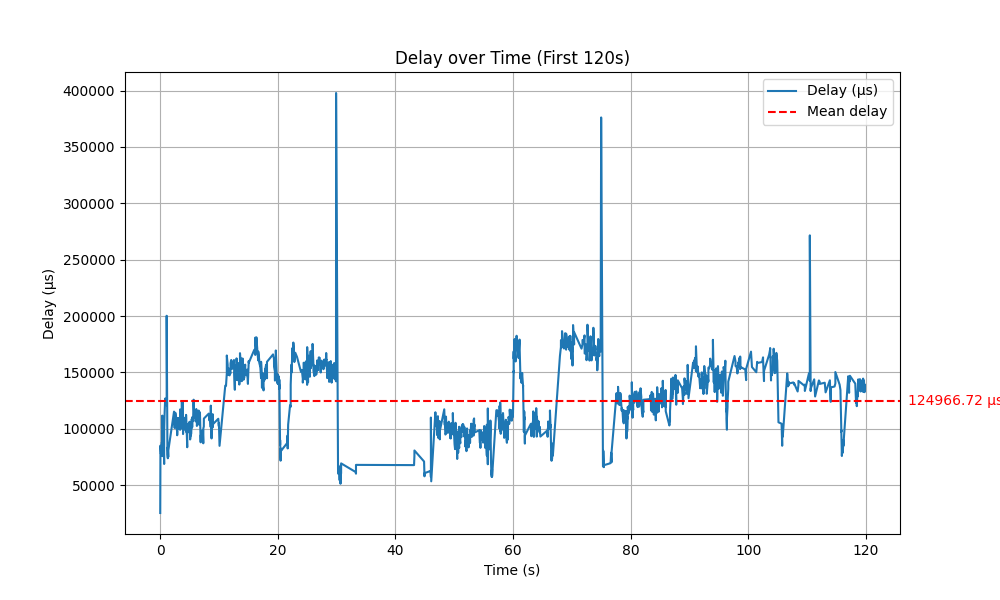 Delay over Time (First 120s)
Delay (µs)
400000
350000
300000
250000
200000
150000
100000
50000
Delay (µs)
Mean delay
124966.72 µs
0
20
40
60
80
100
120
Time (s)